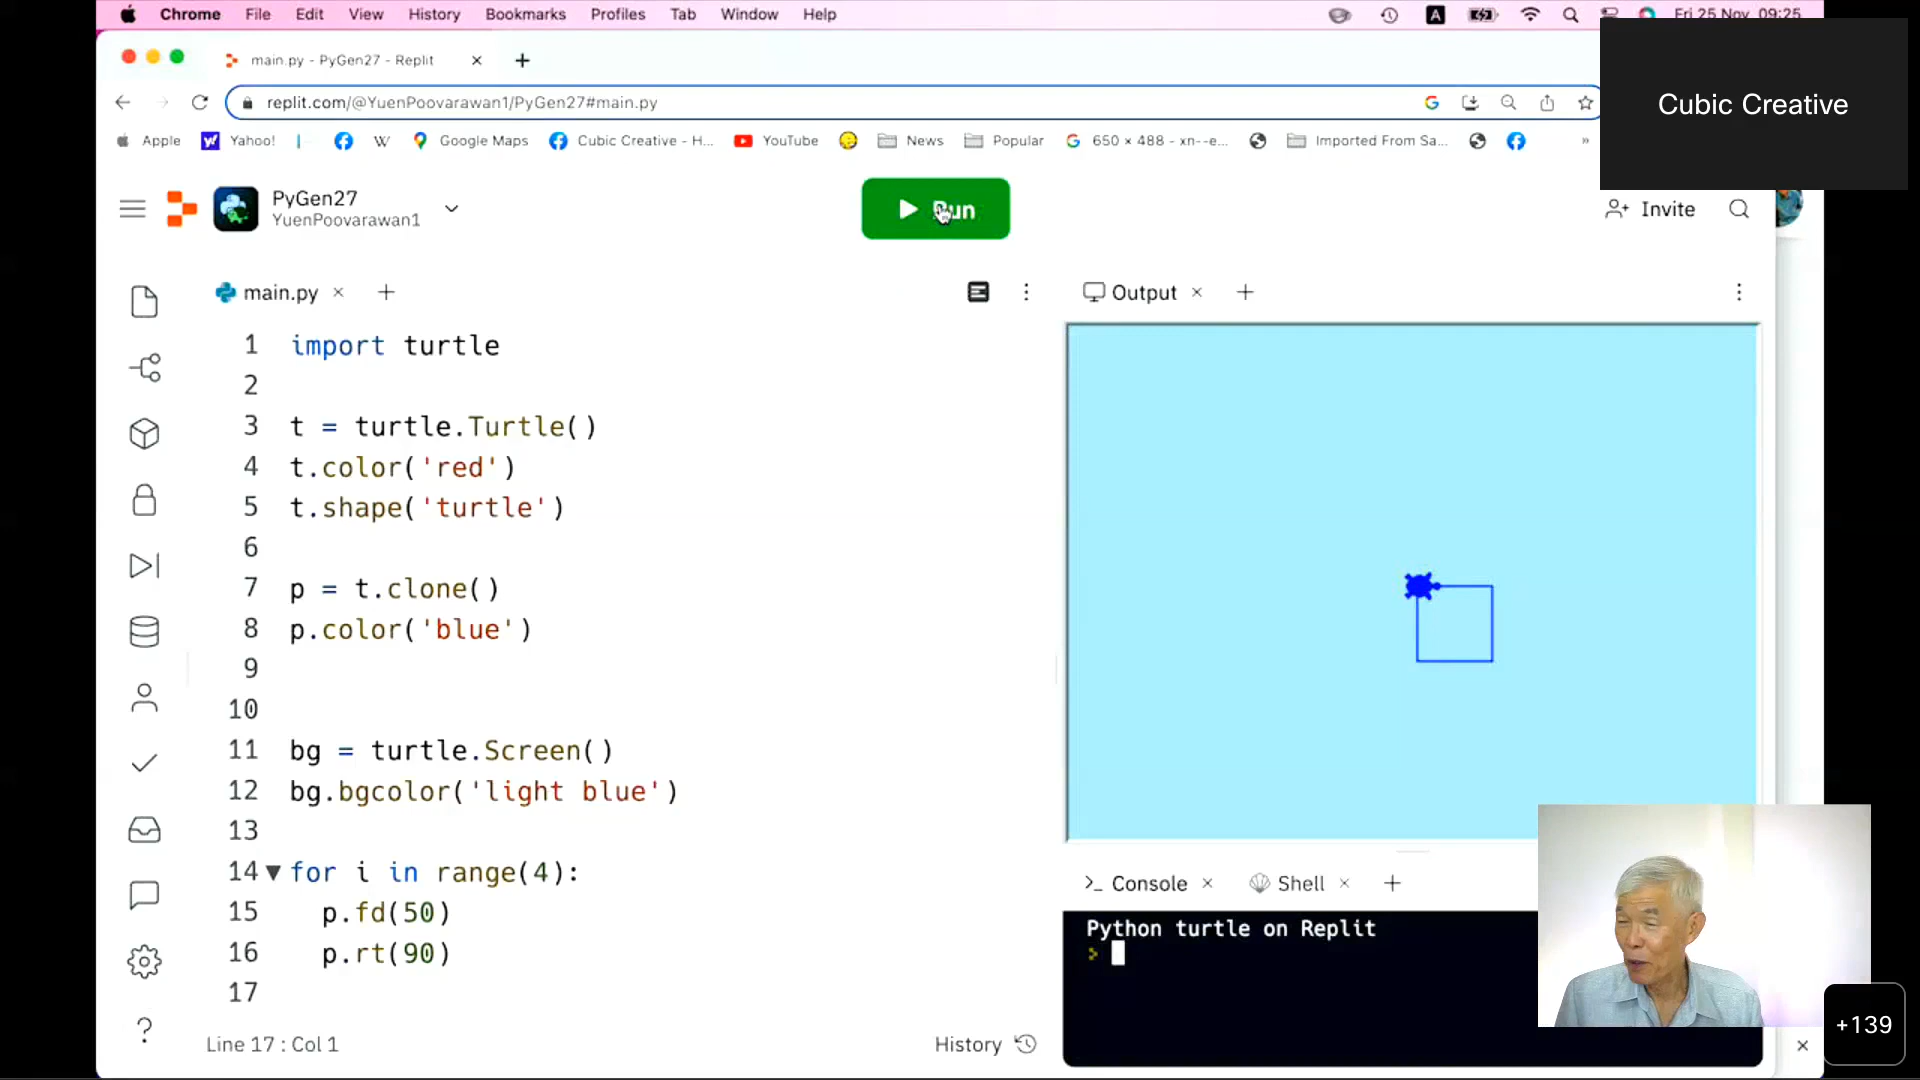 Chrome File Edit View History Bookmarks Profiles Tab Window Help A Fri 25 Nov 09:25
main.py - PyGen27 - Replit
replit.com/@YuenPoovarawan1/PyGen27#main.py
Cubic Creative
Apple Yahoo! Google Maps Cubic Creative - H... YouTube News Popular 650 × 488 - xn--e... Imported From Sa... »
PyGen27
YuenPoovarawan1
Run
Invite
main.py
Output
1 import turtle
2
3 t = turtle.Turtle()
4 t.color('red')
5 t.shape('turtle')
6
7 p = t.clone()
8 p.color('blue')
9
10
11 bg = turtle.Screen()
12 bg.bgcolor('light blue')
13
14 for i in range(4):
15 p.fd(50)
16 p.rt(90)
17
Line 17 : Col 1
History
Console Shell
Python turtle on Replit
+139